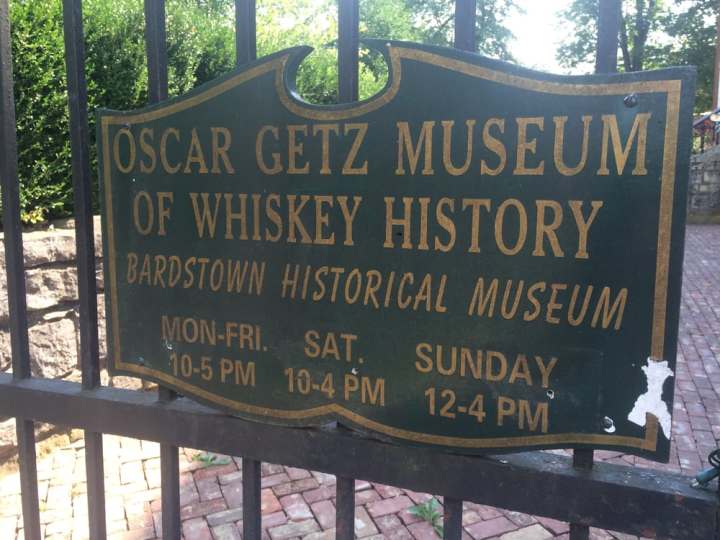 OSCAR GETZ MUSEUM
OF WHISKEY HISTORY
BARDSTOWN HISTORICAL MUSEUM
MON-FRI. SAT. SUNDAY
10-5 PM 10-4 PM 12-4 PM